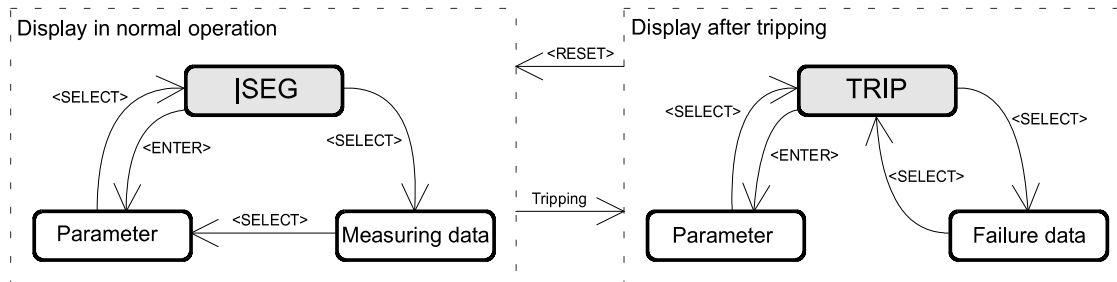 Display in normal operation
|SEG
<SELECT>
<ENTER>
<SELECT>
Parameter
<SELECT>
Measuring data
<RESET>
Tripping
Display after tripping
TRIP
<SELECT>
<ENTER>
<SELECT>
<SELECT>
Parameter
Failure data